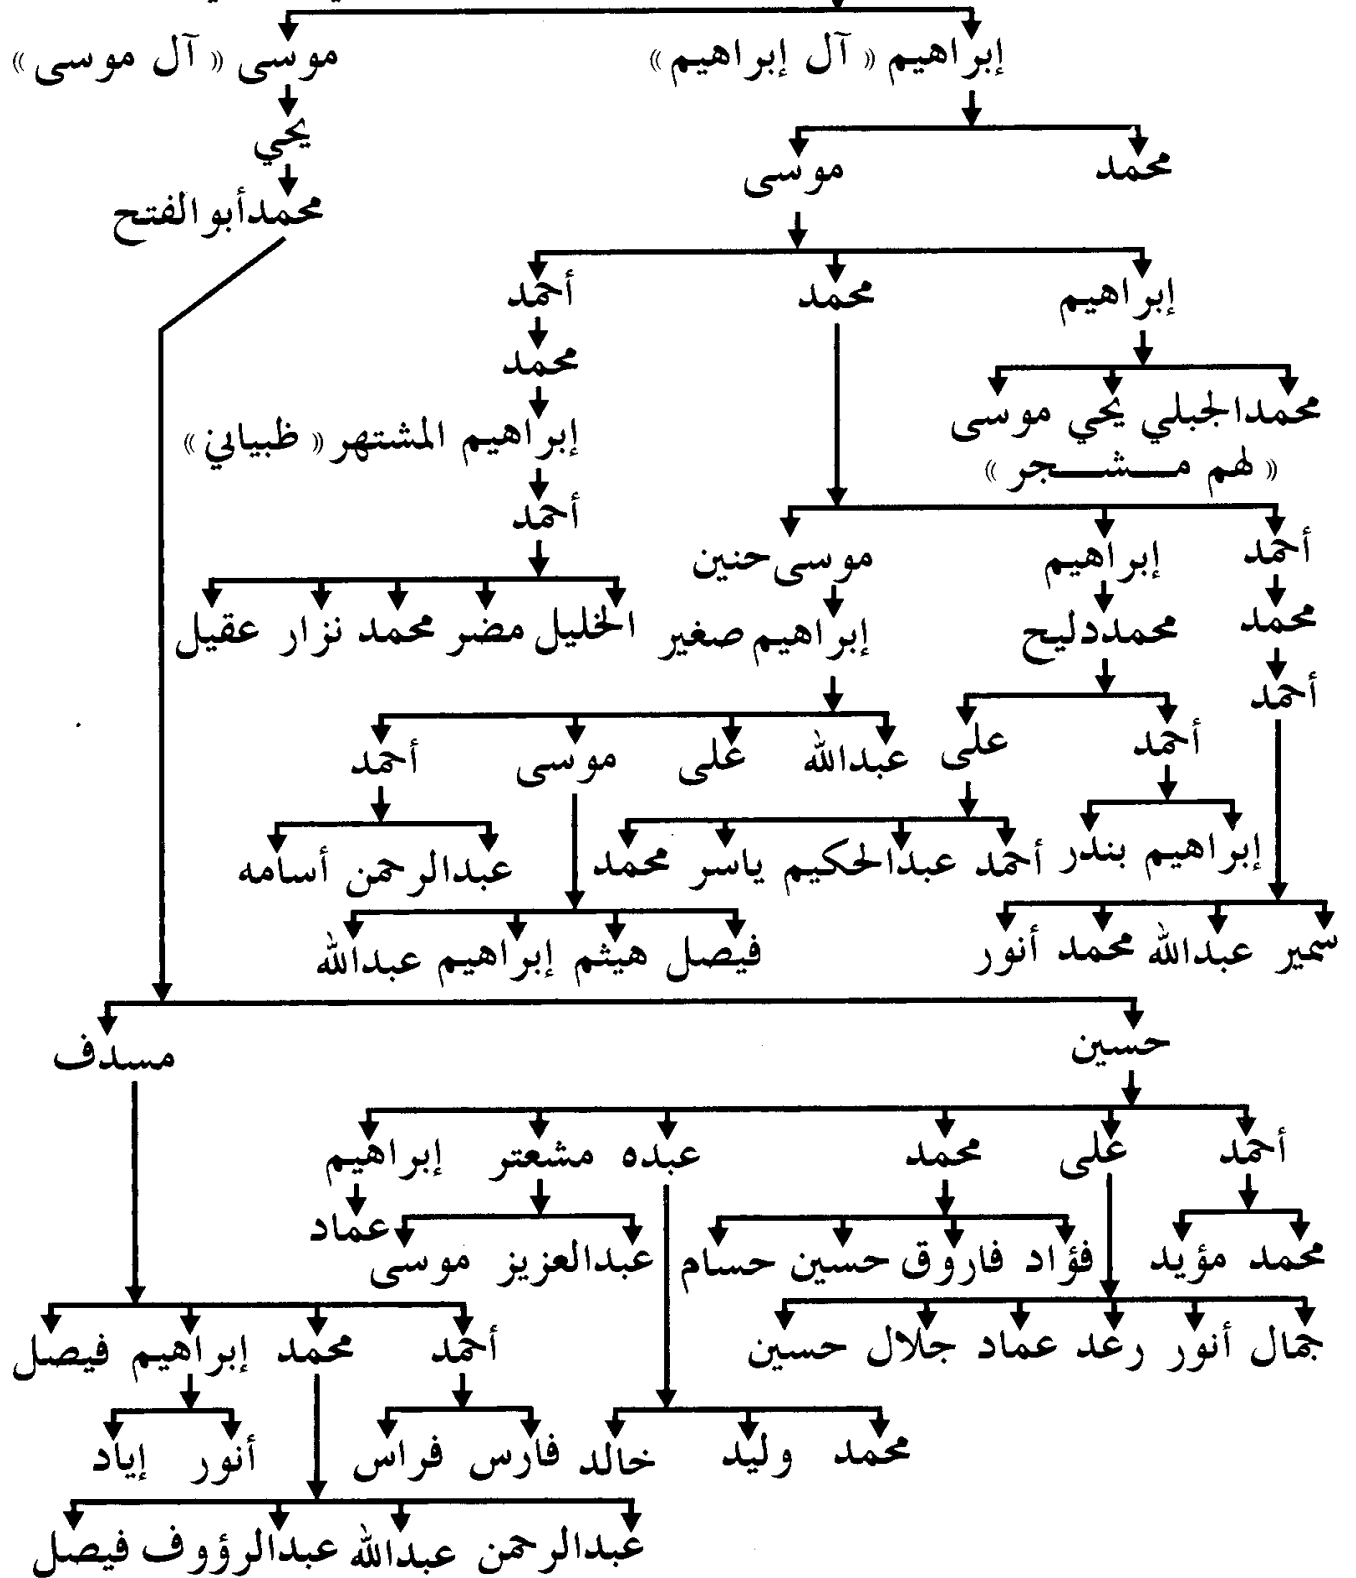 إبراهيم « آل إبراهيم » موسى « آل موسى »
محمد موسى يحي
محمدأبوالفتح
إبراهيم محمد أحمد
محمد
محمدالجبلي يحي موسى
إبراهيم المشتهر « ظبياني »
« لهم مـــشـــجر »
أحمد
أحمد إبراهيم موسى حنين
محمد محمددليح إبراهيم صغير الخليل مضر محمد نزار عقيل
أحمد
أحمد على عبدالله على موسى أحمد
إبراهيم بندر أحمد عبدالحكيم ياسر محمد عبدالرحمن أسامه
سمير عبدالله محمد أنور فيصل هيثم إبراهيم عبدالله
حسين مسدف
أحمد على محمد عبده مشعتر إبراهيم
عماد
محمد مؤيد فؤاد فاروق حسين حسام عبدالعزيز موسى
جمال أنور رعد عماد جلال حسين أحمد محمد إبراهيم فيصل
محمد وليد خالد فارس فراس أنور إياد
عبدالرحمن عبدالله عبدالرؤوف فيصل